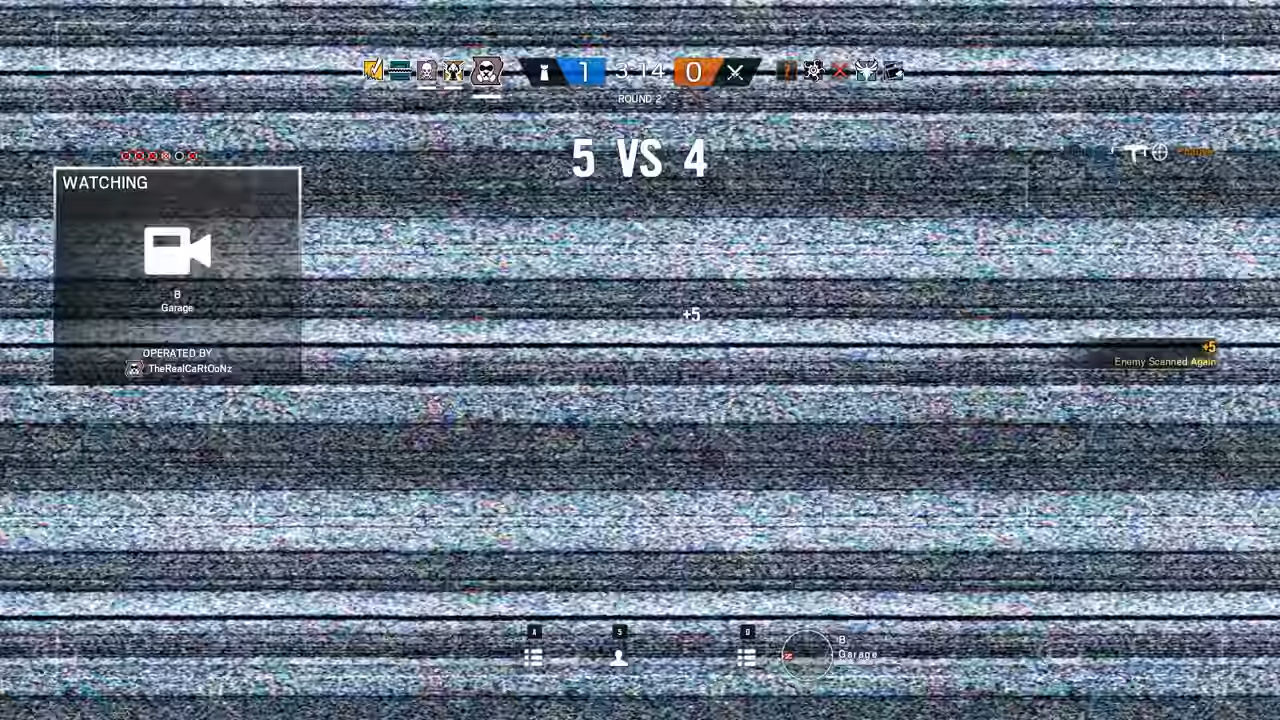 1 3:14 0
ROUND 2
5 VS 4
WATCHING
B
Garage
OPERATED BY
TheRealCaRtOoNz
+5
+5
Enemy Scanned Again
A S D
B
Garage